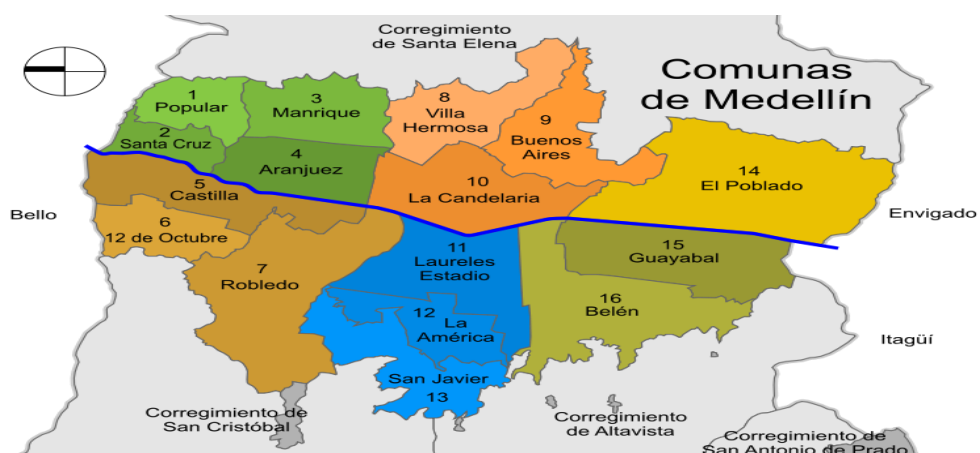 Corregimiento
de Santa Elena
Comunas
de Medellín
1
Popular
3
Manrique
8
Villa
Hermosa
9
Buenos
Aires
2
Santa Cruz
4
Aranjuez
14
El Poblado
5
Castilla
10
La Candelaria
Bello
Envigado
6
12 de Octubre
11
Laureles
Estadio
15
Guayabal
7
Robledo
16
Belén
12
La
América
Itagüí
San Javier
13
Corregimiento de
San Cristóbal
Corregimiento
de Altavista
Corregimiento de
San Antonio de Prado